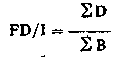 FD/I = ΣD / ΣB